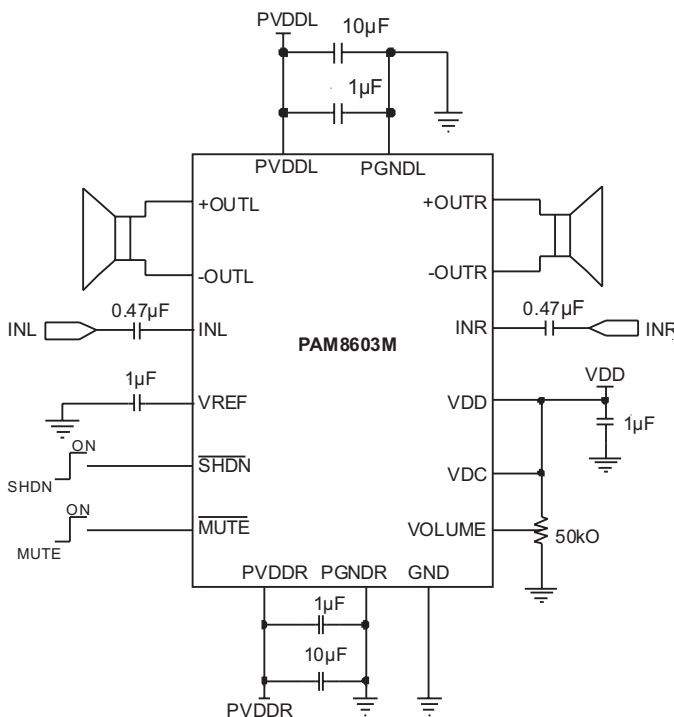 PVDDL
10µF
1µF
PVDDL
PGNDL
+OUTL
+OUTR
-OUTL
-OUTR
INL
0.47µF
INL
PAM8603M
INR
0.47µF
INR
1µF
VREF
VDD
VDD
1µF
ON
SHDN
SHDN
VDC
ON
MUTE
MUTE
VOLUME
50kO
PVDDR
PGNDR
GND
1µF
10µF
PVDDR